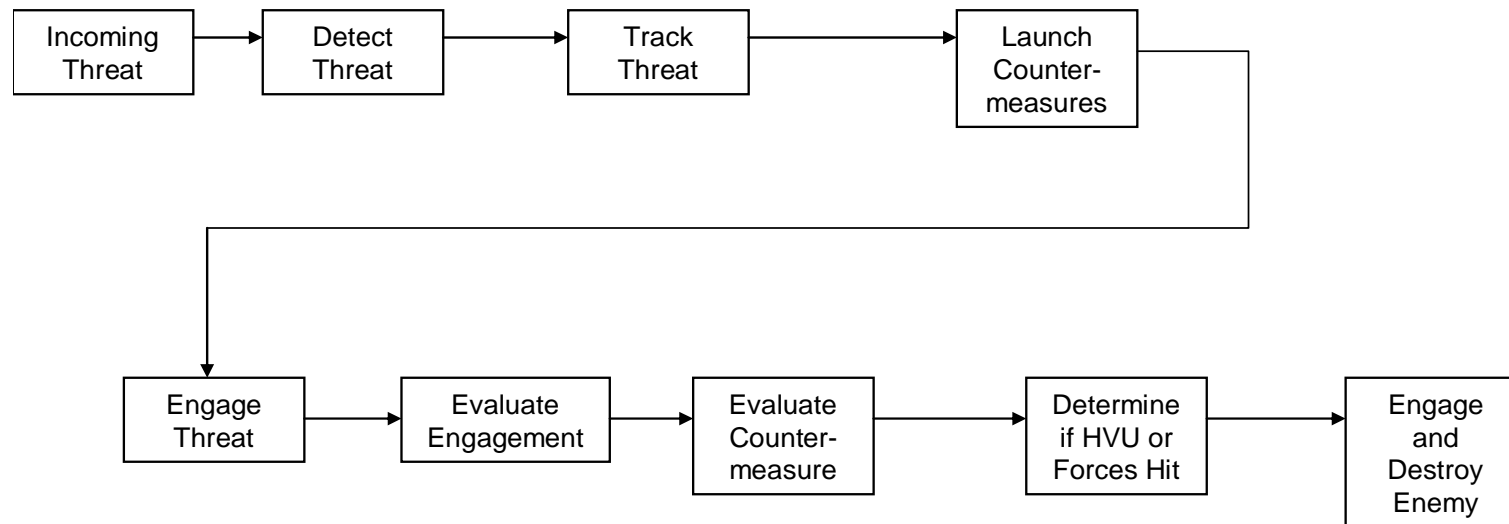 Incoming
Threat
Detect
Threat
Track
Threat
Launch
Counter-
measures
Engage
Threat
Evaluate
Engagement
Evaluate
Counter-
measure
Determine
if HVU or
Forces Hit
Engage
and
Destroy
Enemy